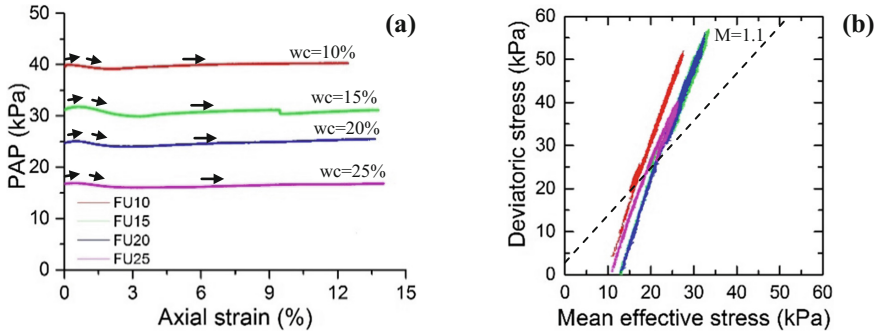 (a)
PAP (kPa)
50
40
30
20
10
0
wc=10%
wc=15%
wc=20%
wc=25%
FU10
FU15
FU20
FU25
0
3
6
9
12
15
Axial strain (%)
(b)
Deviatoric stress (kPa)
60
50
40
30
20
10
0
M=1.1
0
10
20
30
40
50
60
Mean effective stress (kPa)